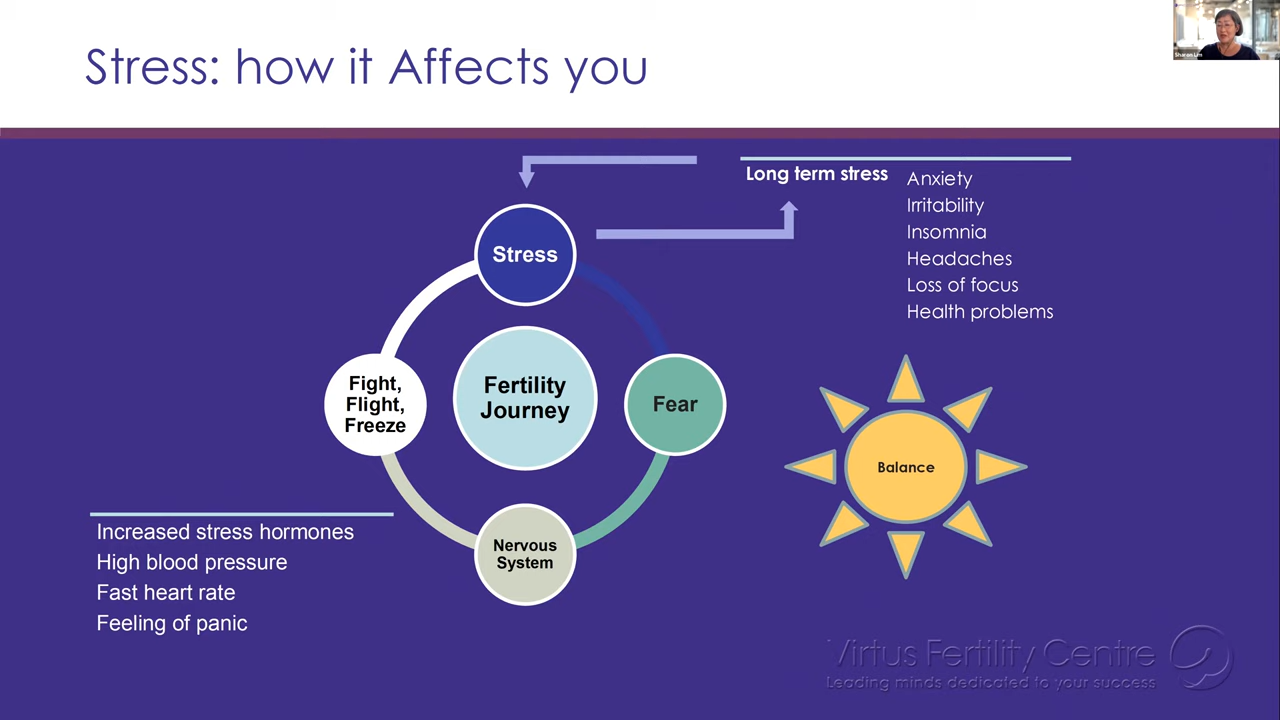 Stress: how it Affects you
Sharon Lim
Long term stress
Anxiety
Irritability
Insomnia
Headaches
Loss of focus
Health problems
Stress
Fight,
Flight,
Freeze
Fertility
Journey
Fear
Balance
Nervous
System
Increased stress hormones
High blood pressure
Fast heart rate
Feeling of panic
Virtus Fertility Centre
Leading minds dedicated to your success